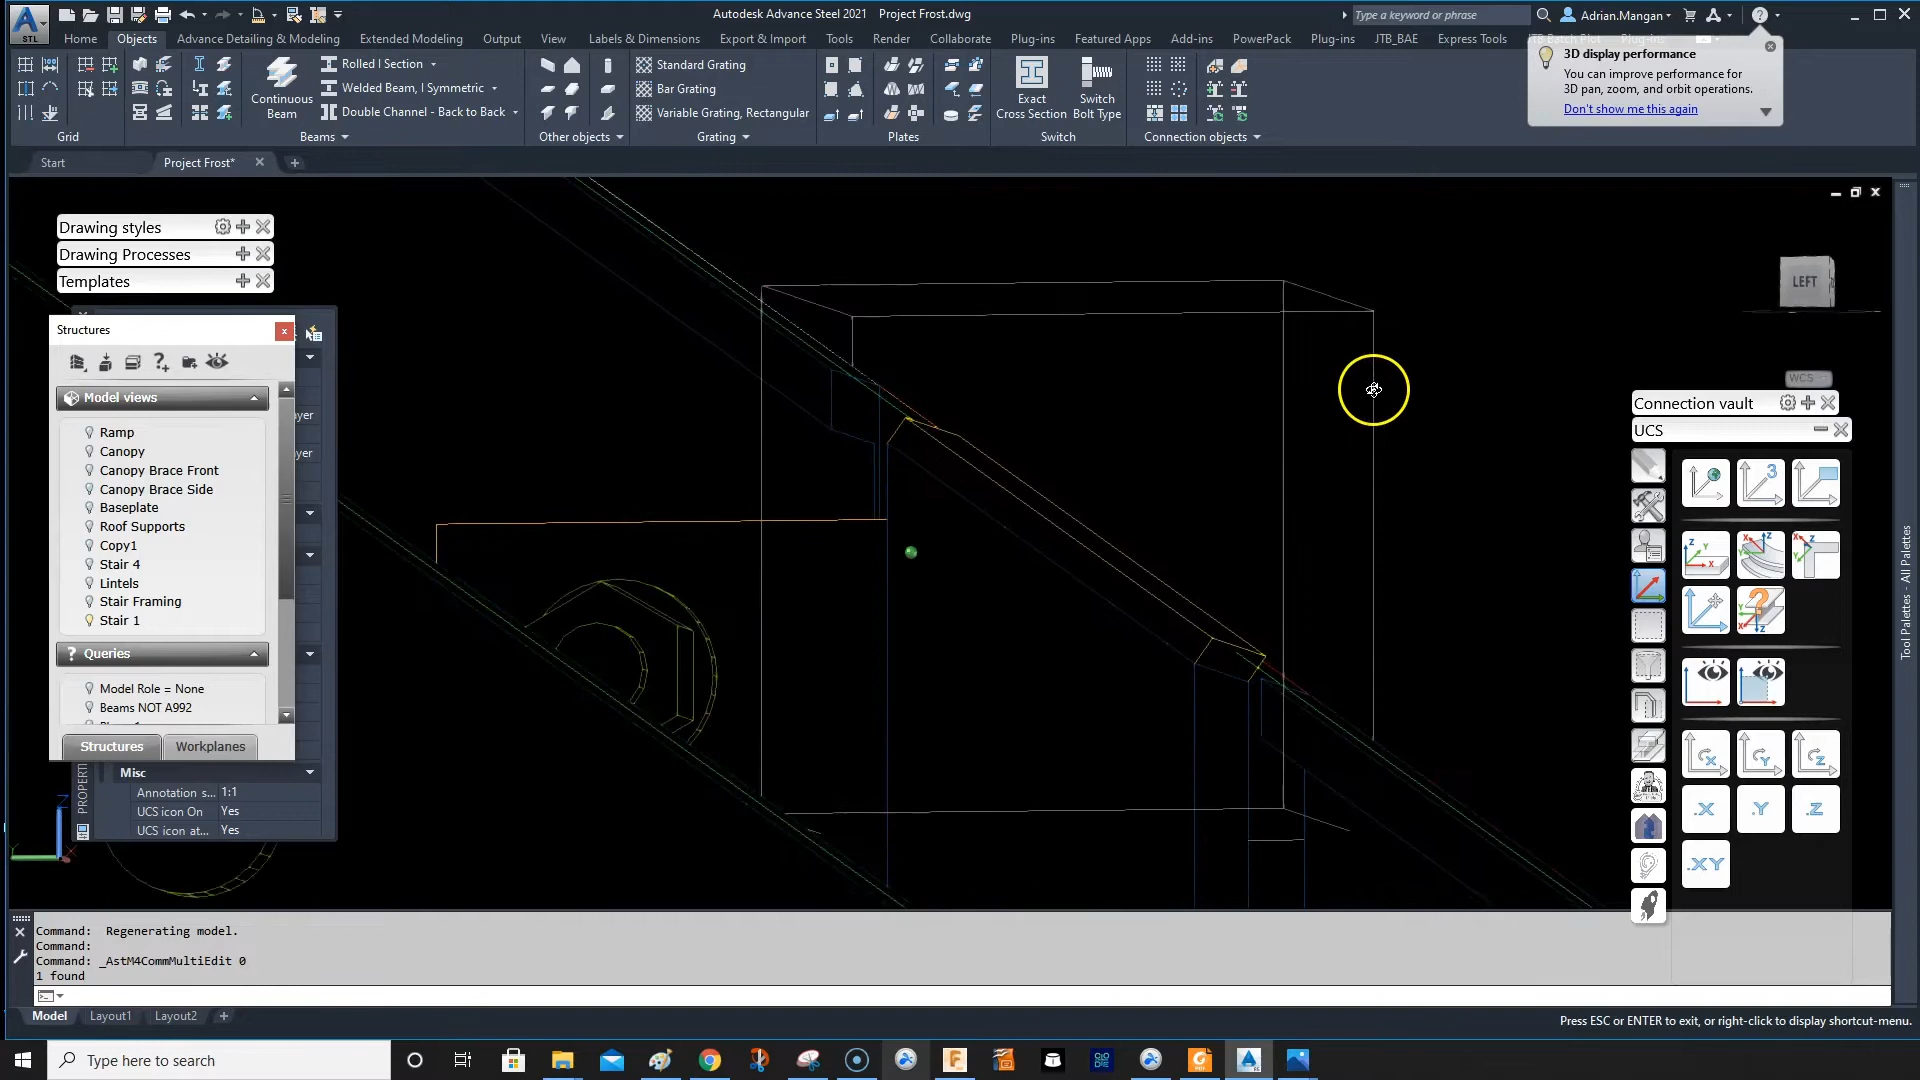 STL
Autodesk Advance Steel 2021 Project Frost.dwg
Type a keyword or phrase
Adrian.Mangan
Home Objects Advance Detailing & Modeling Extended Modeling Output View Labels & Dimensions Export & Import Tools Render Collaborate Plug-ins Featured Apps Add-ins PowerPack Plug-ins JTB_BAE Express Tools
3D display performance
You can improve performance for
3D pan, zoom, and orbit operations.
Don't show me this again
Rolled I Section
Welded Beam, I Symmetric
Double Channel - Back to Back
Continuous
Beam
Standard Grating
Bar Grating
Variable Grating, Rectangular
Exact
Cross Section
Switch
Bolt Type
Grid Beams Other objects Grating Plates Switch Connection objects
Start Project Frost*
Drawing styles
Drawing Processes
Templates
LEFT
WCS
Structures
Model views
Ramp
Canopy
Canopy Brace Front
Canopy Brace Side
Baseplate
Roof Supports
Copy1
Stair 4
Lintels
Stair Framing
Stair 1
Queries
Model Role = None
Beams NOT A992
Structures Workplanes
ayer
ayer
Misc
Annotation s... 1:1
UCS icon On Yes
UCS icon at... Yes
PROPERTI
Connection vault
UCS
3
.X .Y .Z
.XY
Tool Palettes - All Palettes
Command: Regenerating model.
Command:
Command: _AstM4CommMultiEdit 0
1 found
Model Layout1 Layout2
Press ESC or ENTER to exit, or right-click to display shortcut-menu.
Type here to search